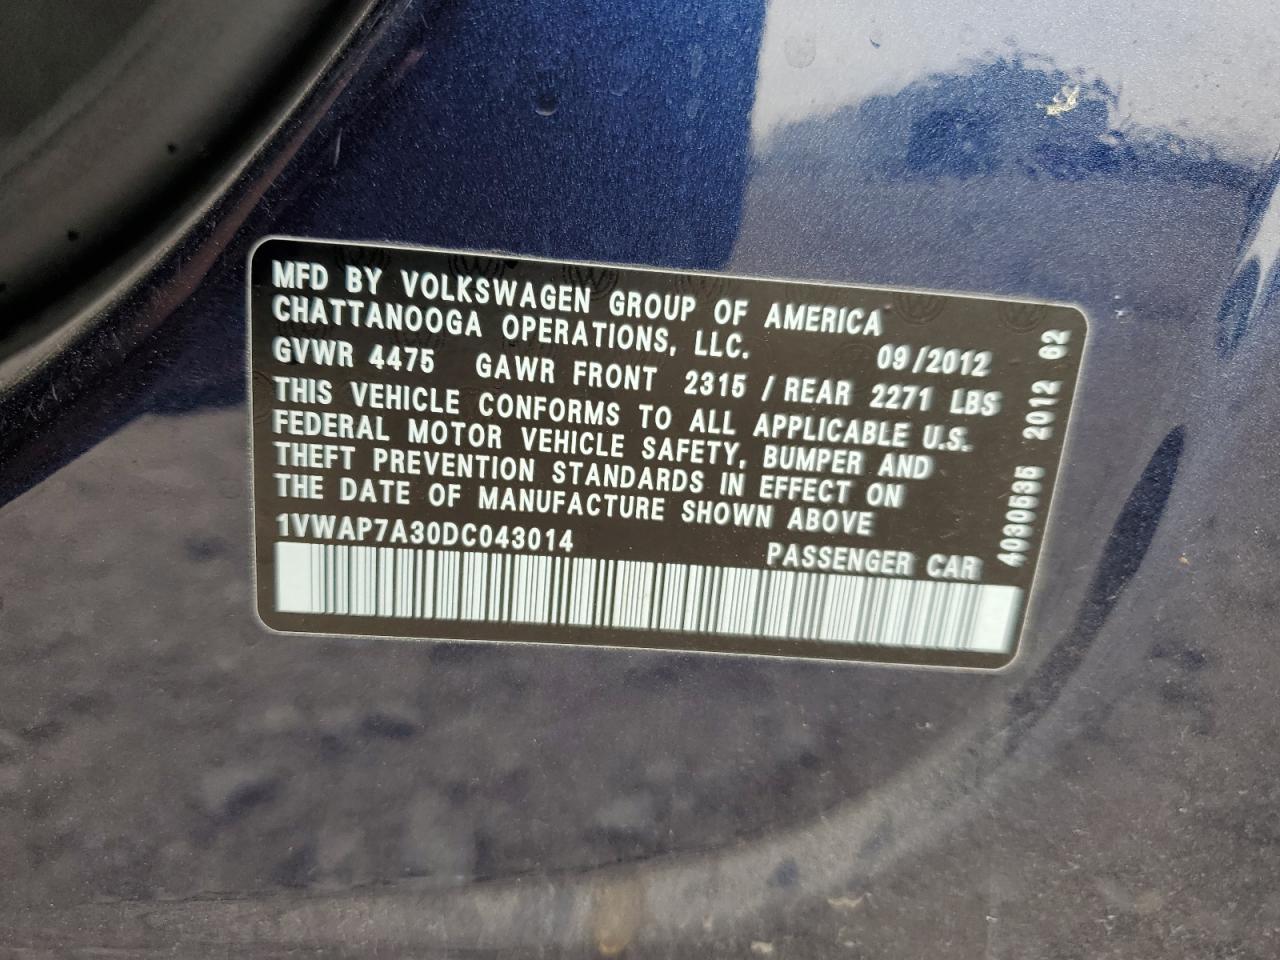 MFD BY VOLKSWAGEN GROUP OF AMERICA
CHATTANOOGA OPERATIONS, LLC.
09/2012
GVWR 4475 GAWR FRONT 2315 / REAR 2271 LBS
THIS VEHICLE CONFORMS TO ALL APPLICABLE U.S.
FEDERAL MOTOR VEHICLE SAFETY, BUMPER AND
THEFT PREVENTION STANDARDS IN EFFECT ON
THE DATE OF MANUFACTURE SHOWN ABOVE
1VWAP7A30DC043014
PASSENGER CAR
4030535 2012 62